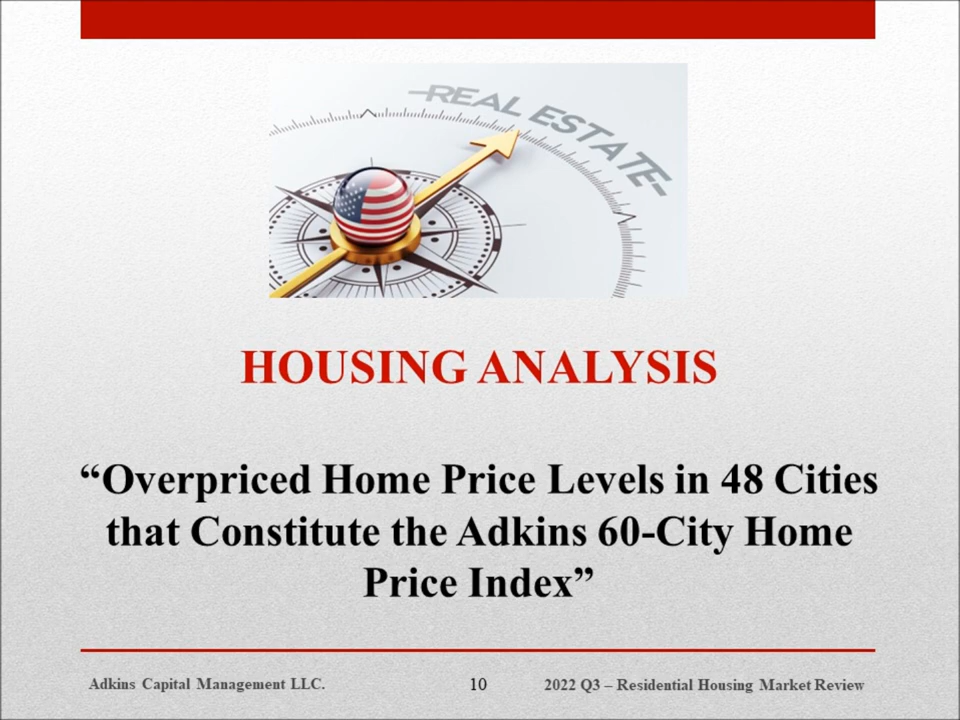 REAL ESTATE
HOUSING ANALYSIS
“Overpriced Home Price Levels in 48 Cities
that Constitute the Adkins 60-City Home
Price Index”
Adkins Capital Management LLC.
10
2022 Q3 – Residential Housing Market Review